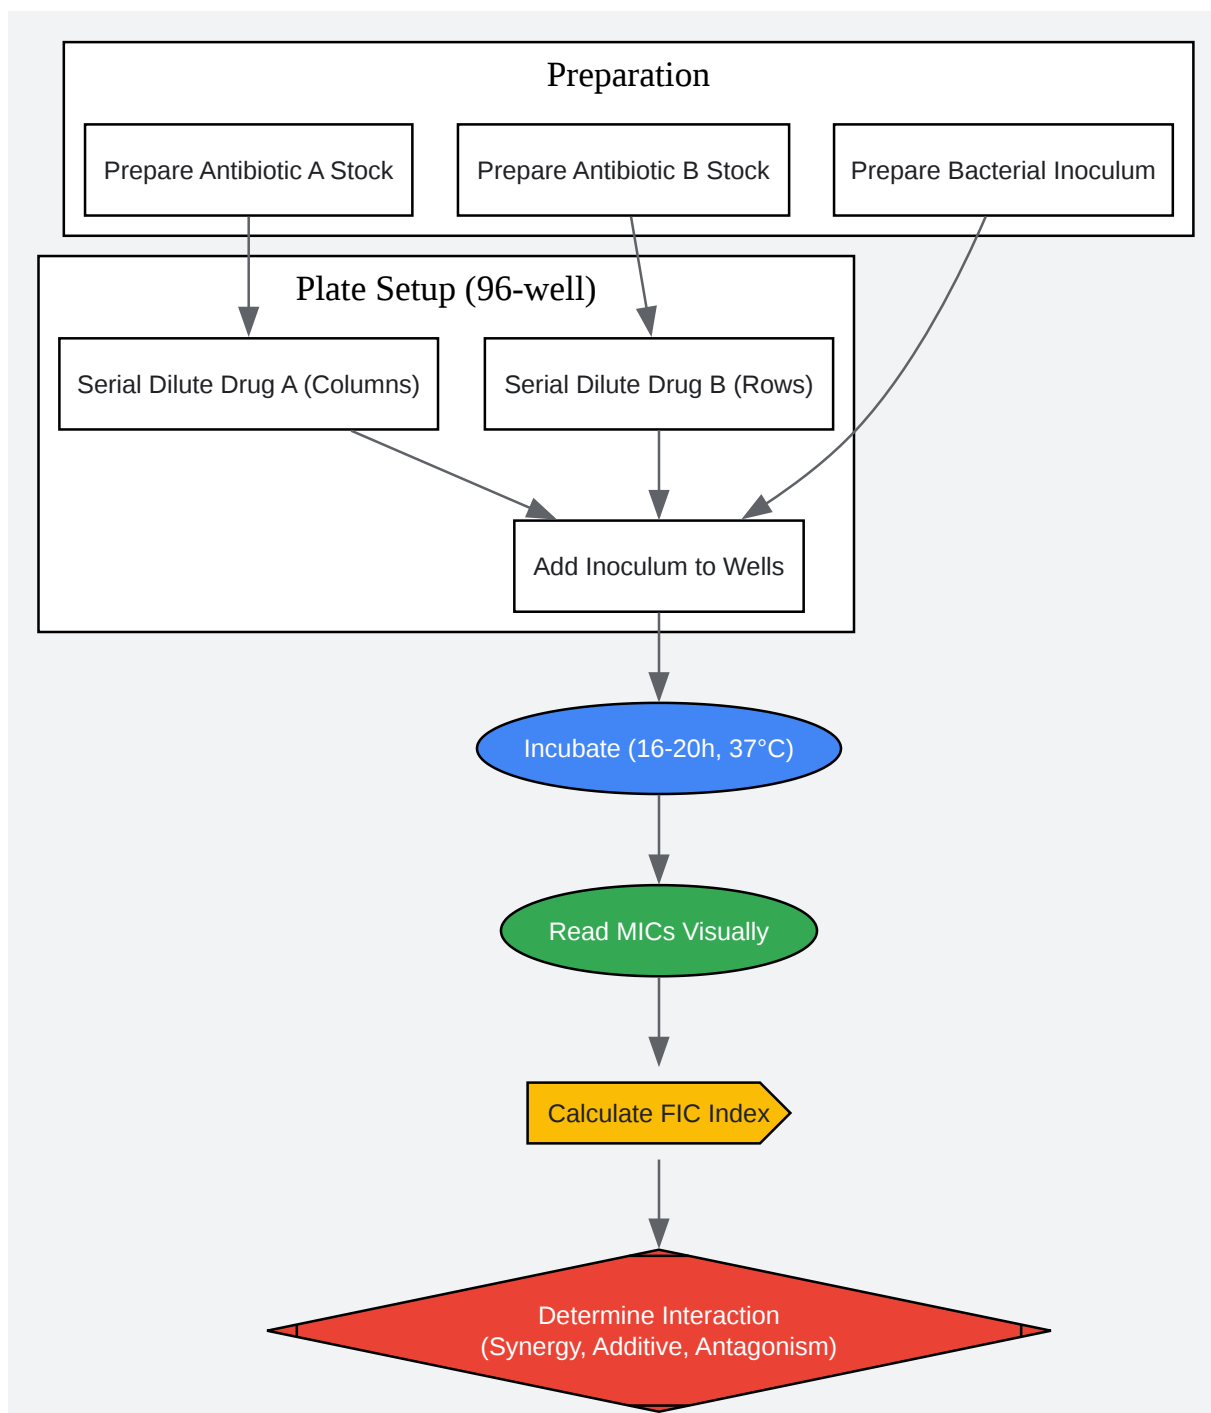 Preparation
Prepare Antibiotic A Stock
Prepare Antibiotic B Stock
Prepare Bacterial Inoculum
Plate Setup (96-well)
Serial Dilute Drug A (Columns)
Serial Dilute Drug B (Rows)
Add Inoculum to Wells
Incubate (16-20h, 37°C)
Read MICs Visually
Calculate FIC Index
Determine Interaction
(Synergy, Additive, Antagonism)